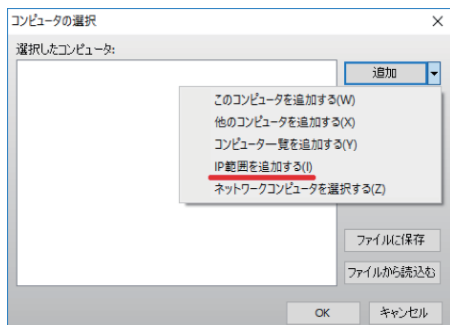 コンピュータの選択
選択したコンピュータ:
追加
このコンピュータを追加する(W)
他のコンピュータを追加する(X)
コンピューター覧を追加する(Y)
IP範囲を追加する(I)
ネットワークコンピュータを選択する(Z)
ファイルに保存
ファイルから読込む
OK
キャンセル